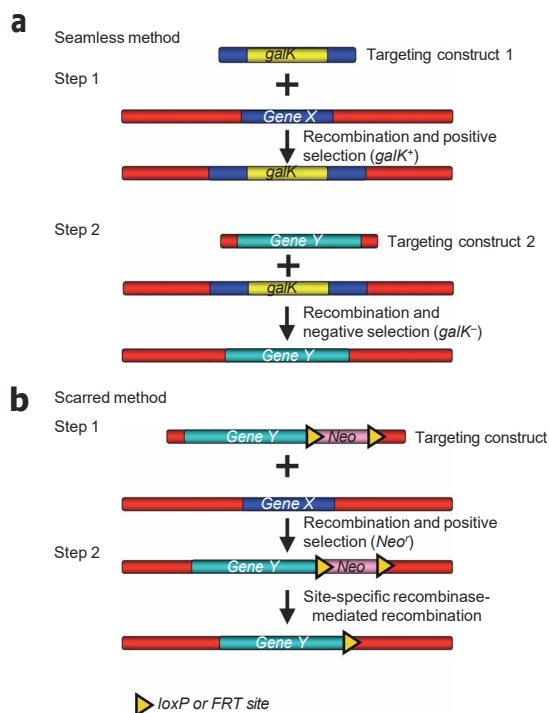 a
Seamless method
galK
Targeting construct 1
Step 1
+
Gene X
Recombination and positive
selection (galK+)
galK
Step 2
Gene Y
Targeting construct 2
+
galK
Recombination and
negative selection (galK–)
Gene Y
b
Scarred method
Step 1
Gene Y
Neo
Targeting construct
+
Gene X
Recombination and positive
selection (Neor)
Step 2
Gene Y
Neo
Site-specific recombinase-
mediated recombination
Gene Y
loxP or FRT site